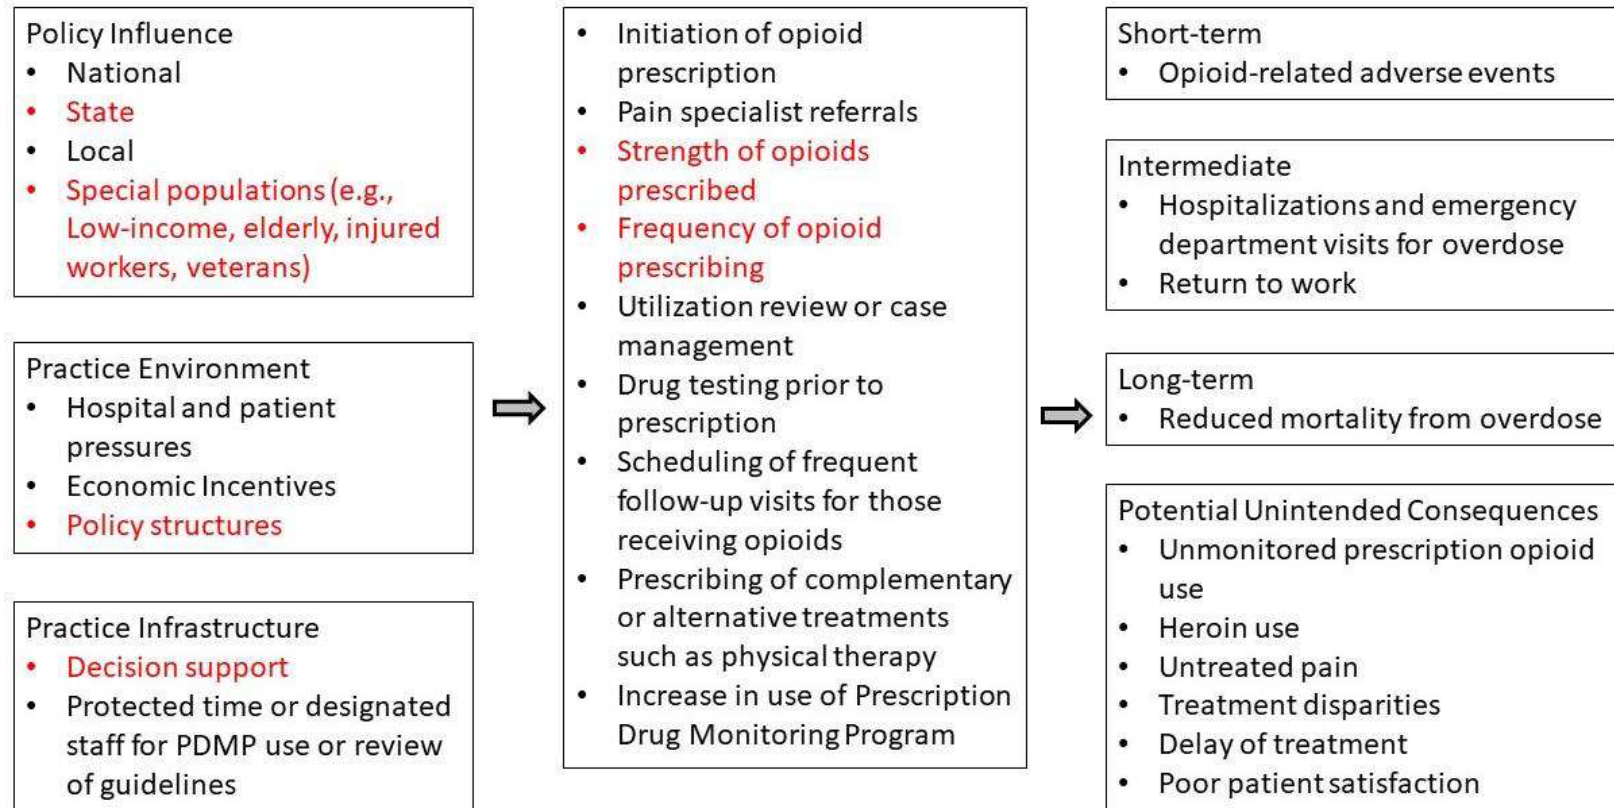 Policy Influence
• National
• State
• Local
• Special populations (e.g.,
Low-income, elderly, injured
workers, veterans)
Practice Environment
• Hospital and patient
pressures
• Economic Incentives
• Policy structures
Practice Infrastructure
• Decision support
• Protected time or designated
staff for PDMP use or review
of guidelines
• Initiation of opioid
prescription
• Pain specialist referrals
• Strength of opioids
prescribed
• Frequency of opioid
prescribing
• Utilization review or case
management
• Drug testing prior to
prescription
• Scheduling of frequent
follow-up visits for those
receiving opioids
• Prescribing of complementary
or alternative treatments
such as physical therapy
• Increase in use of Prescription
Drug Monitoring Program
Short-term
• Opioid-related adverse events
Intermediate
• Hospitalizations and emergency
department visits for overdose
• Return to work
Long-term
• Reduced mortality from overdose
Potential Unintended Consequences
• Unmonitored prescription opioid
use
• Heroin use
• Untreated pain
• Treatment disparities
• Delay of treatment
• Poor patient satisfaction